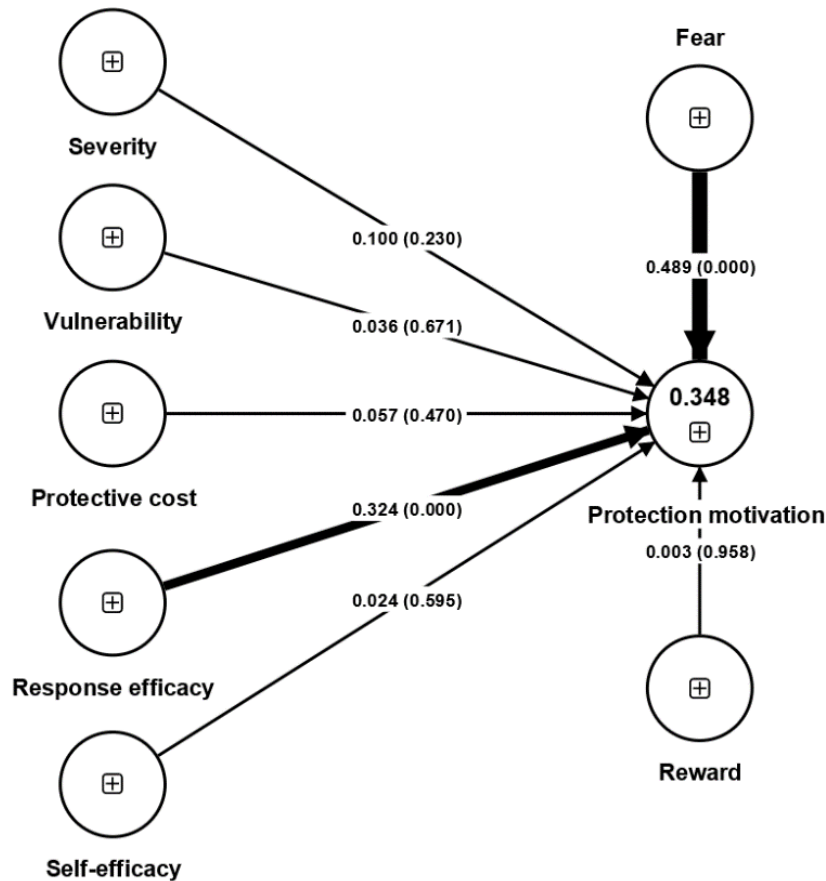 Fear
Severity
0.100 (0.230)
0.489 (0.000)
Vulnerability
0.036 (0.671)
0.348
0.057 (0.470)
Protective cost
0.324 (0.000)
Protection motivation
0.003 (0.958)
0.024 (0.595)
Response efficacy
Reward
Self-efficacy